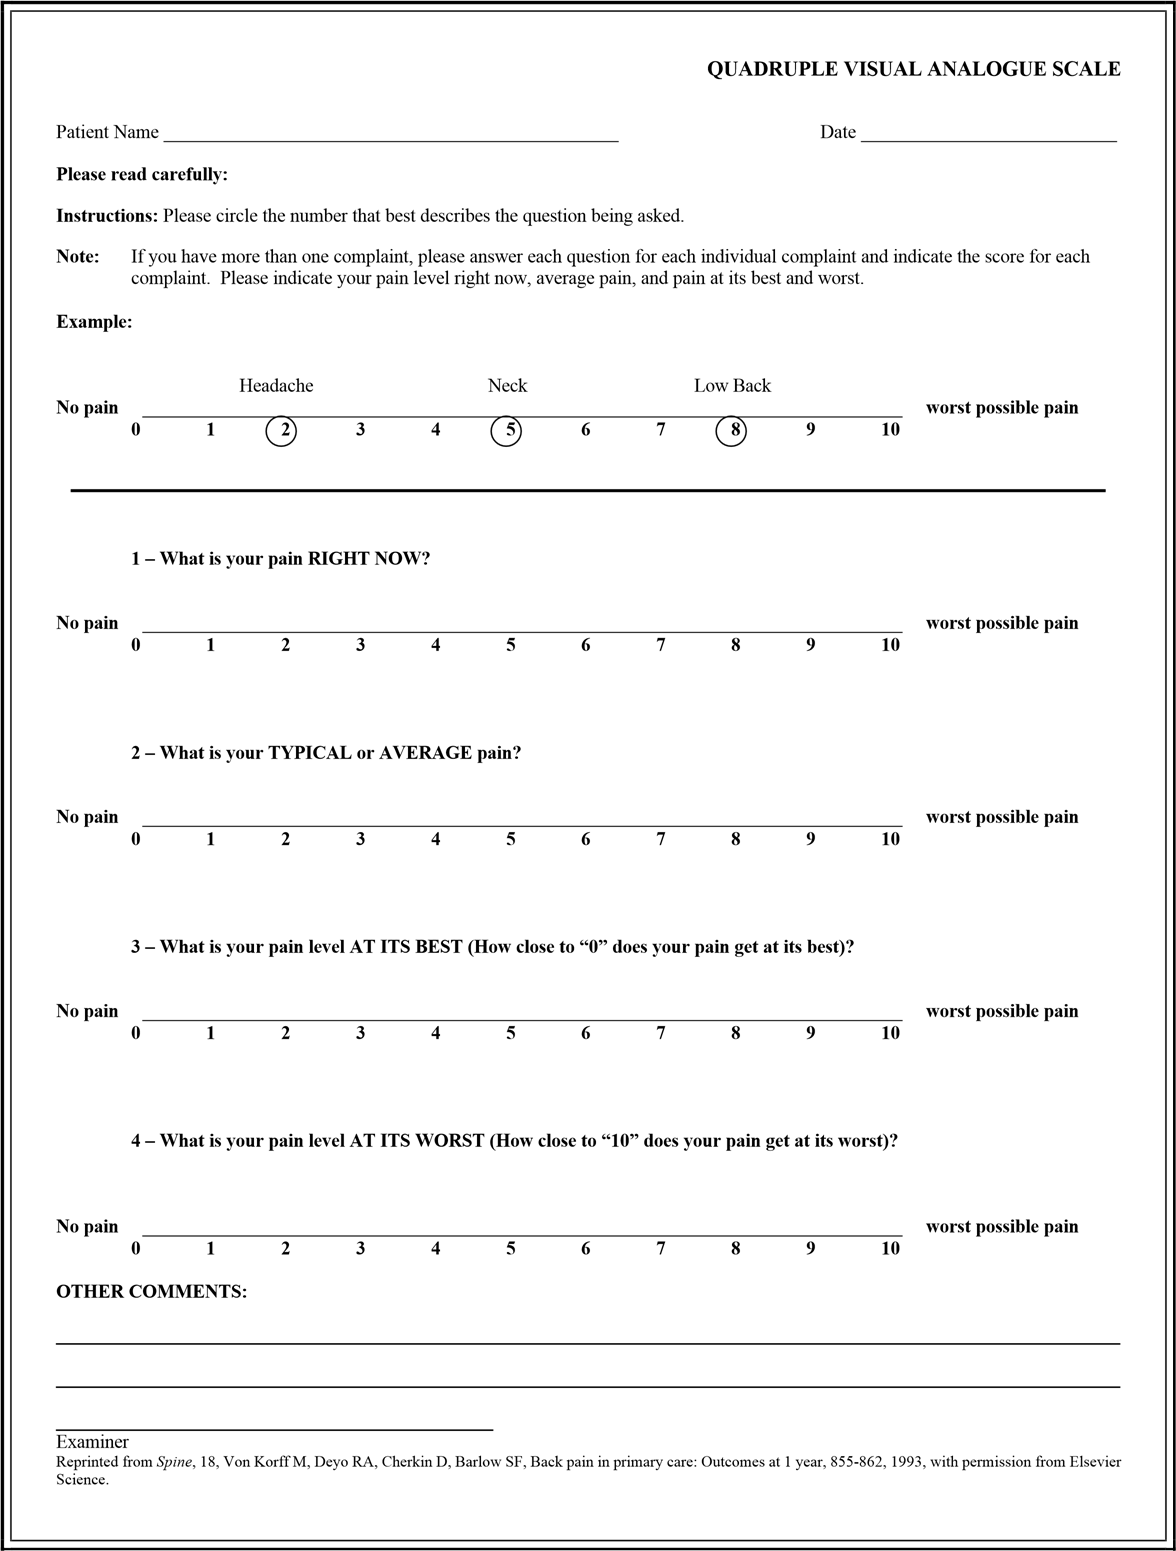 QUADRUPLE VISUAL ANALOGUE SCALE
Patient Name Date
Please read carefully:
Instructions: Please circle the number that best describes the question being asked.
Note: If you have more than one complaint, please answer each question for each individual complaint and indicate the score for each
complaint. Please indicate your pain level right now, average pain, and pain at its best and worst.
Example:
Headache Neck Low Back
No pain worst possible pain
0 1 2 3 4 5 6 7 8 9 10
1 – What is your pain RIGHT NOW?
No pain worst possible pain
0 1 2 3 4 5 6 7 8 9 10
2 – What is your TYPICAL or AVERAGE pain?
No pain worst possible pain
0 1 2 3 4 5 6 7 8 9 10
3 – What is your pain level AT ITS BEST (How close to “0” does your pain get at its best)?
No pain worst possible pain
0 1 2 3 4 5 6 7 8 9 10
4 – What is your pain level AT ITS WORST (How close to “10” does your pain get at its worst)?
No pain worst possible pain
0 1 2 3 4 5 6 7 8 9 10
OTHER COMMENTS:
Examiner
Reprinted from Spine, 18, Von Korff M, Deyo RA, Cherkin D, Barlow SF, Back pain in primary care: Outcomes at 1 year, 855-862, 1993, with permission from Elsevier
Science.